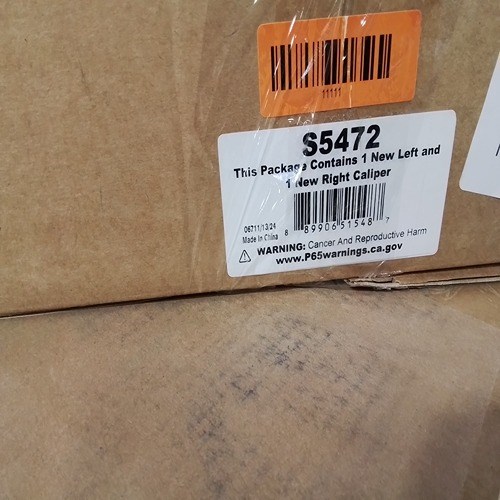 11111
S5472
This Package Contains 1 New Left and
1 New Right Caliper
06711/13/24
Made In China
8 89906 51548 7
WARNING: Cancer And Reproductive Harm
www.P65warnings.ca.gov